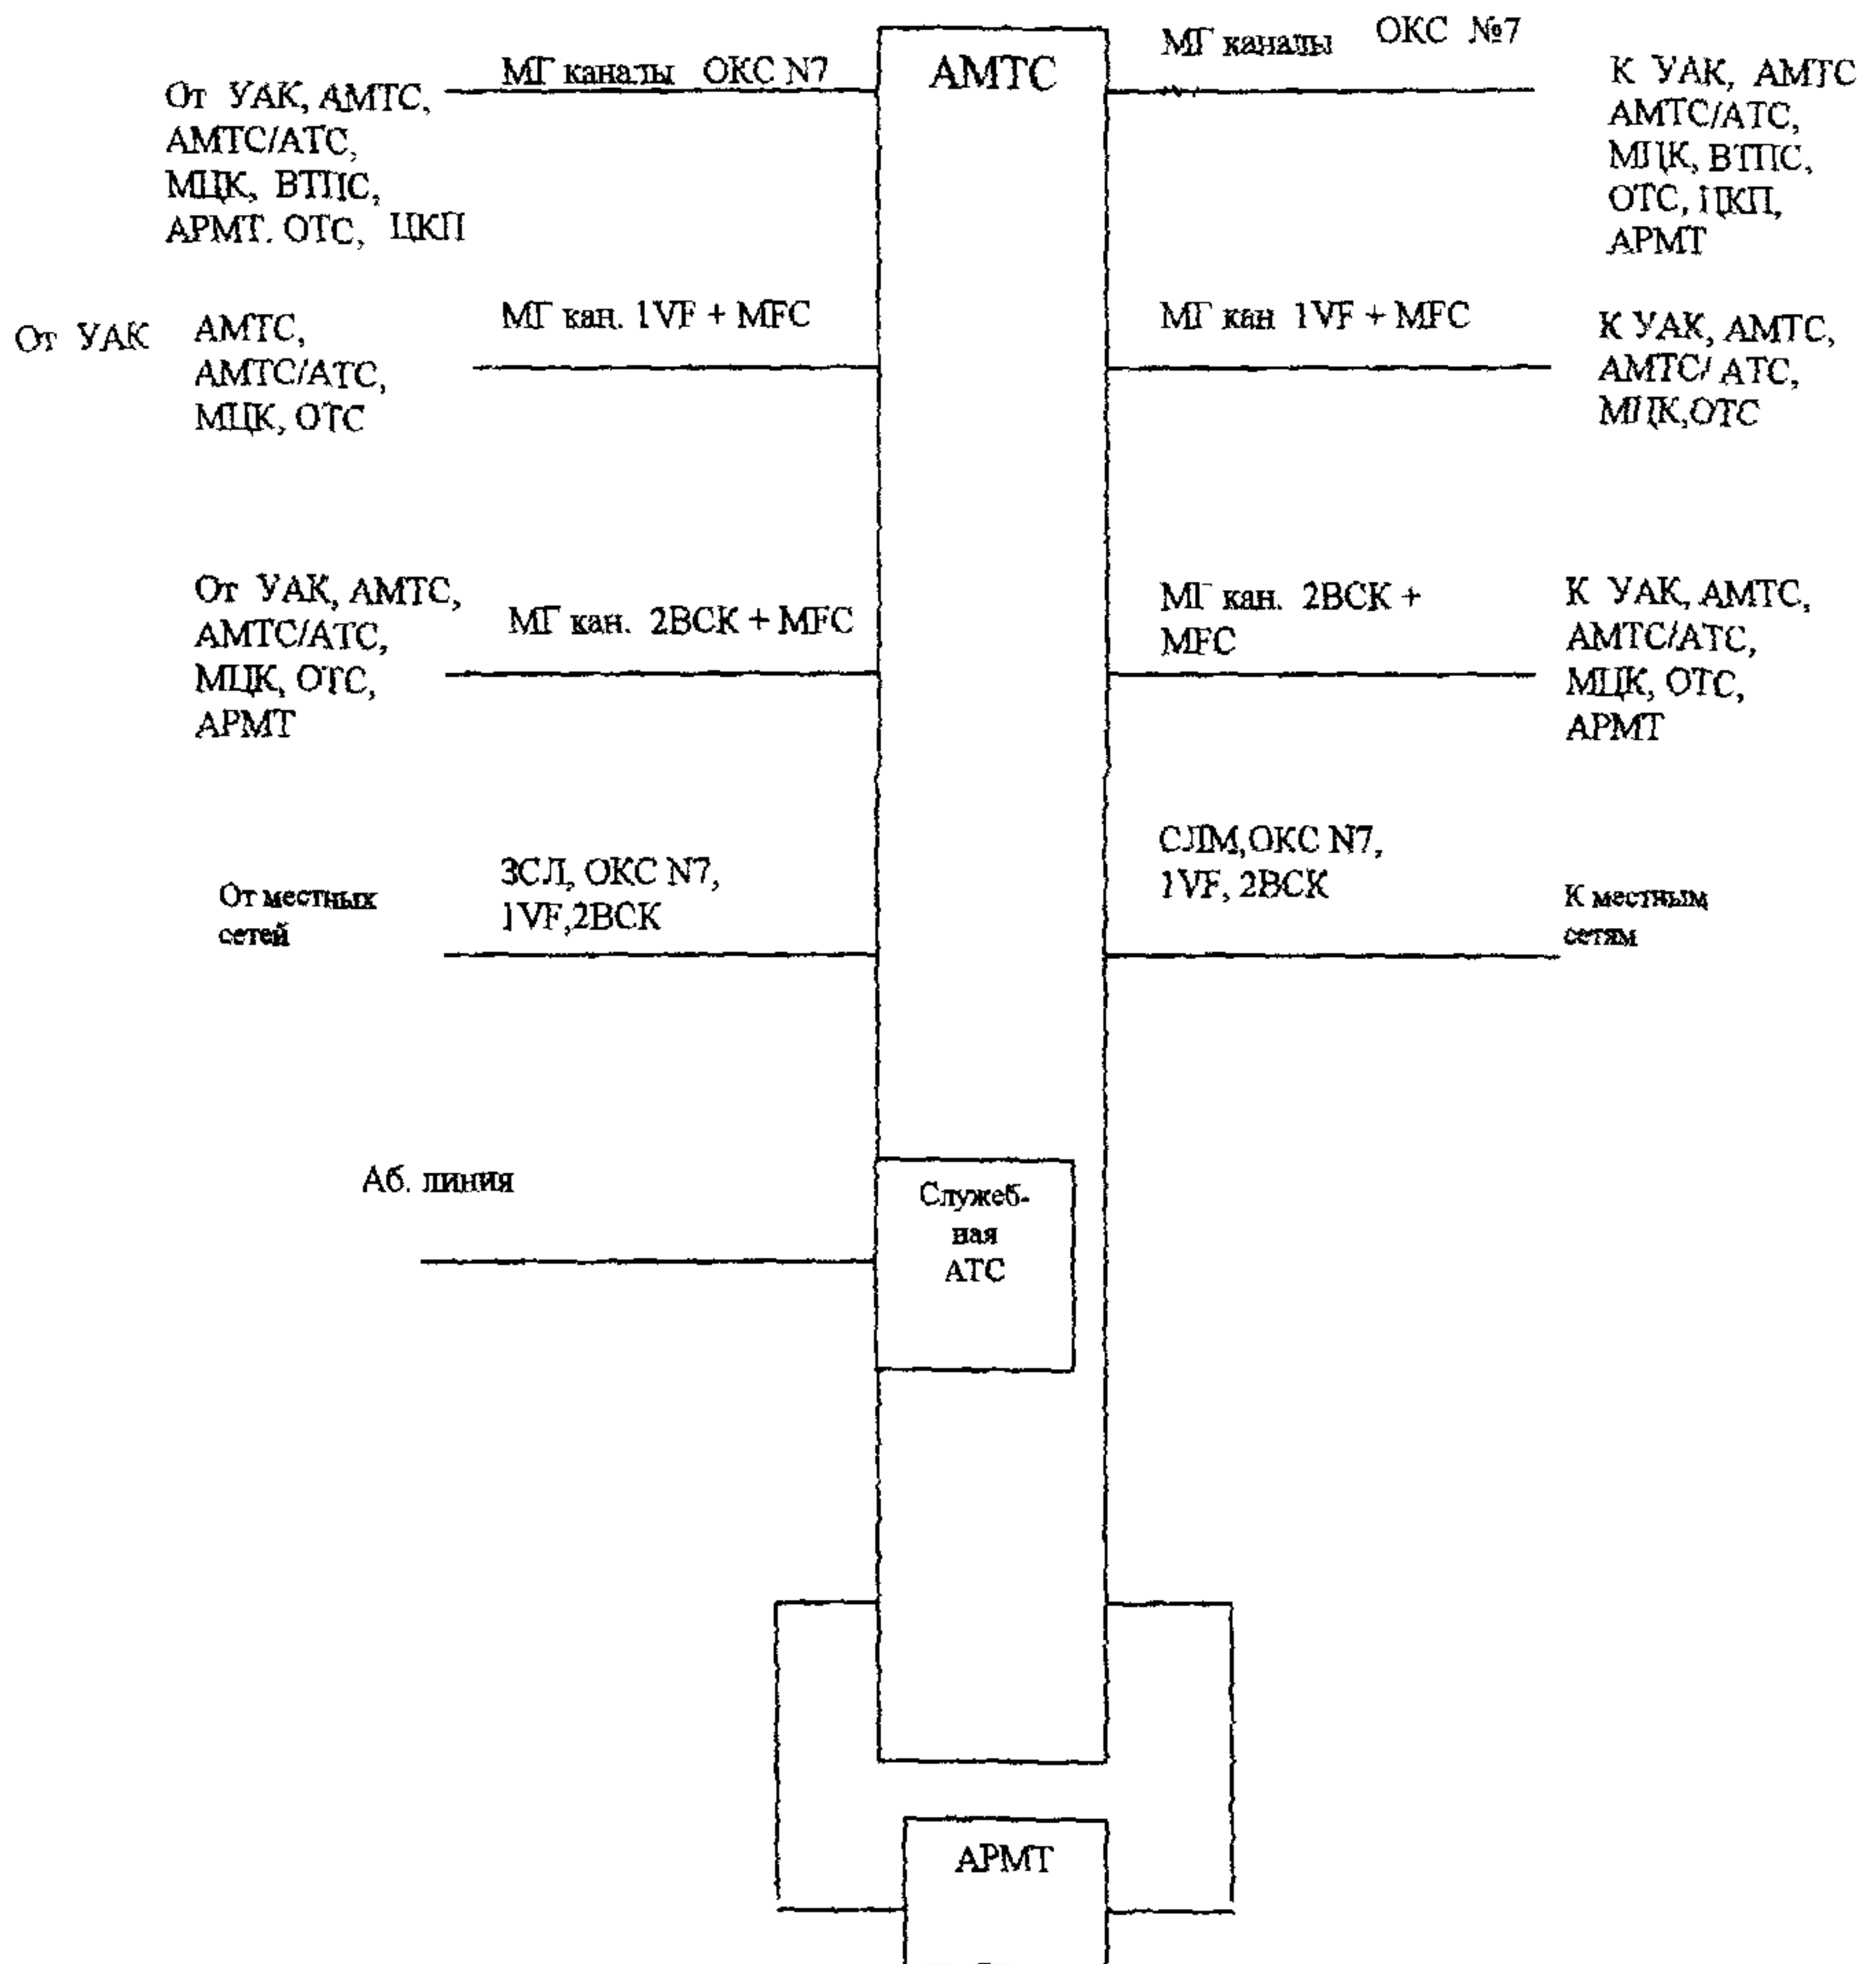 АМТС
МГ каналы ОКС N7
От УАК, АМТС,
АМТС/АТС,
МЦК, ВТПС,
АРМТ. ОТС, ЦКП
МГ каналы ОКС №7
К УАК, АМТС
АМТС/АТС,
МЦК, ВТПС,
ОТС, ЦКП,
АРМТ
От УАК АМТС,
АМТС/АТС,
МЦК, ОТС
МГ кан. 1VF + MFC
МГ кан 1VF + MFC
К УАК, АМТС,
АМТС/ АТС,
МЦК,ОТС
От УАК, АМТС,
АМТС/АТС,
МЦК, ОТС,
АРМТ
МГ кан. 2ВСК + MFC
МГ кан. 2ВСК +
MFC
К УАК, АМТС,
АМТС/АТС,
МЦК, ОТС,
АРМТ
От местных
сетей
ЗСЛ, ОКС N7,
1VF,2ВСК
СЛМ,ОКС N7,
1VF, 2ВСК
К местным
сетям
Аб. линия
Служеб-
ная
АТС
АРМТ